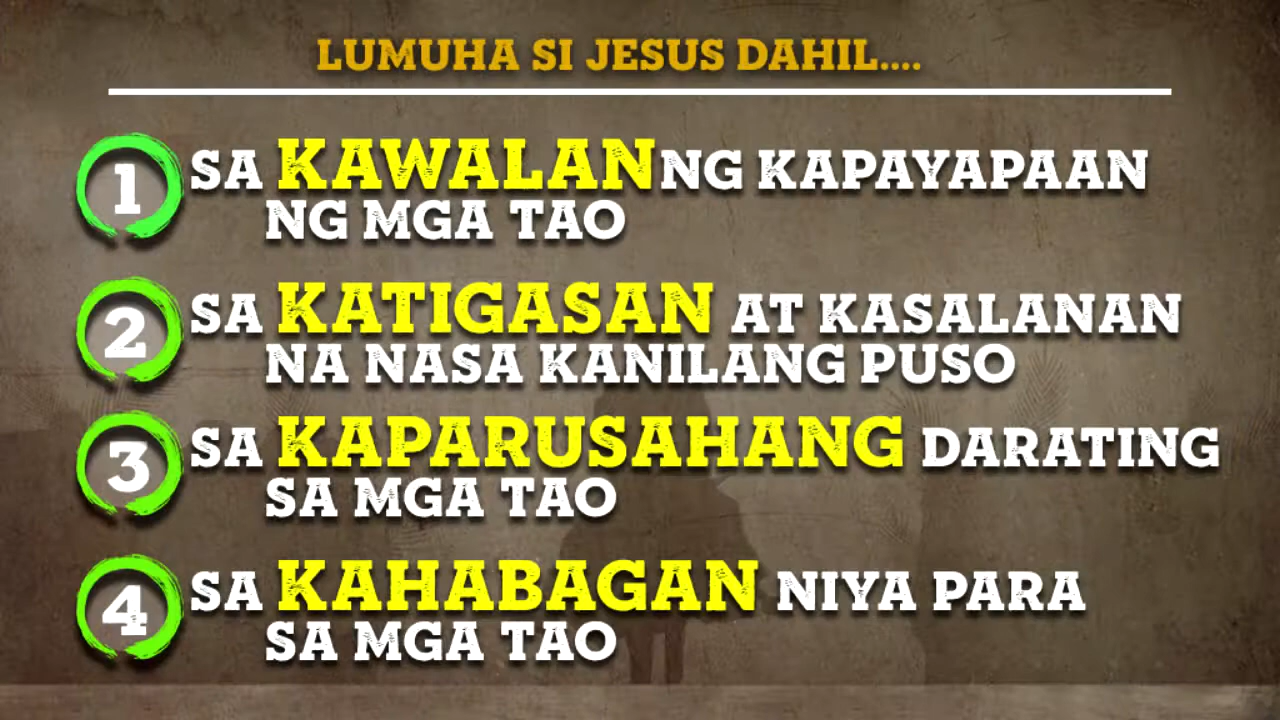 LUMUHA SI JESUS DAHIL....
1 SA KAWALANNG KAPAYAPAAN
NG MGA TAO
2 SA KATIGASAN AT KASALANAN
NA NASA KANILANG PUSO
3 SA KAPARUSAHANG DARATING
SA MGA TAO
4 SA KAHABAGAN NIYA PARA
SA MGA TAO